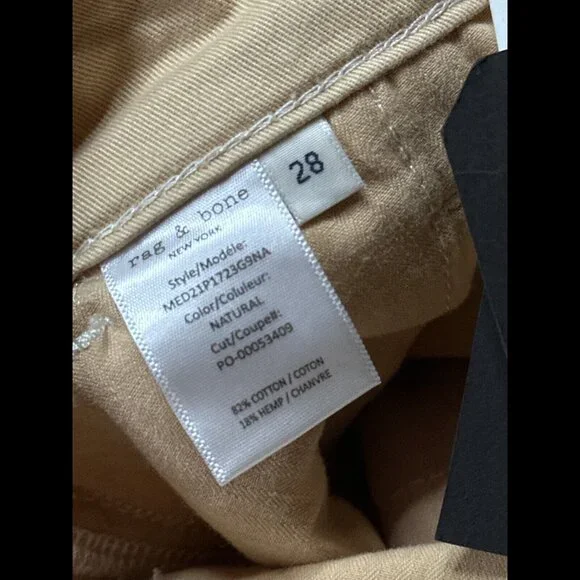 28
rag & bone
NEW YORK
Style/Modèle:
MED21P1723G9NA
Color/Coluleur:
NATURAL
Cut/Coupe#:
PO-00053409
82% COTTON / COTON
18% HEMP / CHANVRE